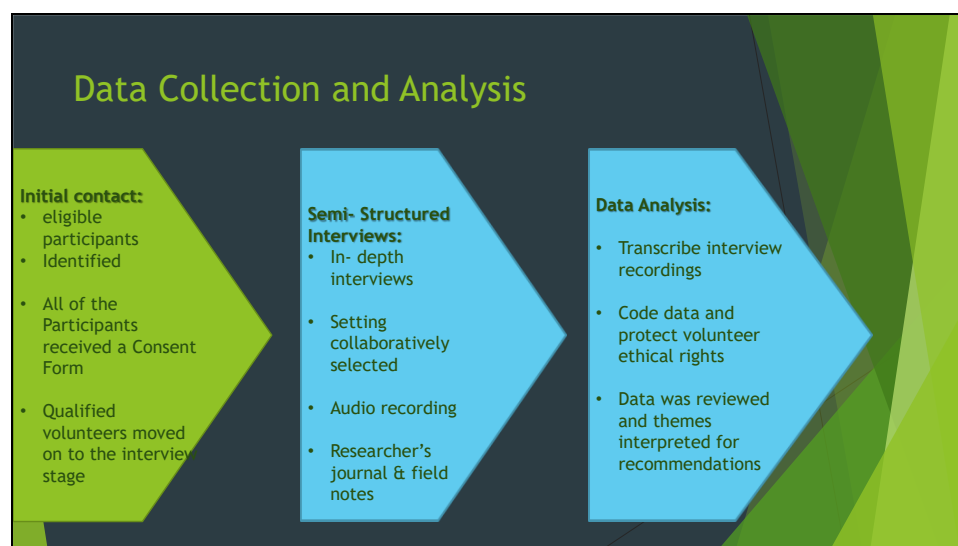 Data Collection and Analysis
Initial contact:
• eligible
participants
• Identified
• All of the
Participants
received a Consent
Form
• Qualified
volunteers moved
on to the interview
stage
Semi- Structured
Interviews:
• In- depth
interviews
• Setting
collaboratively
selected
• Audio recording
• Researcher's
journal & field
notes
Data Analysis:
• Transcribe interview
recordings
• Code data and
protect volunteer
ethical rights
• Data was reviewed
and themes
interpreted for
recommendations